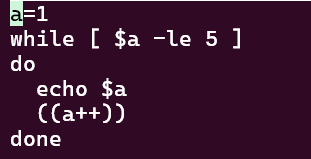 a=1
while [ $a -le 5 ]
do
  echo $a
  ((a++))
done